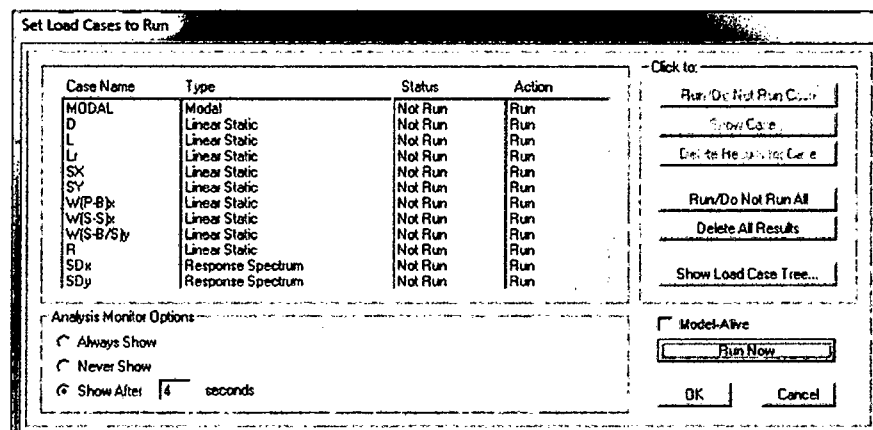 Set Load Cases to Run
Case Name Type Status Action
MODAL Modal Not Run Run
D Linear Static Not Run Run
L Linear Static Not Run Run
Lr Linear Static Not Run Run
SX Linear Static Not Run Run
SY Linear Static Not Run Run
W(P-B)x Linear Static Not Run Run
W(S-S)x Linear Static Not Run Run
W(S-B/S)y Linear Static Not Run Run
R Linear Static Not Run Run
SDx Response Spectrum Not Run Run
SDy Response Spectrum Not Run Run
Click to:
Run/Do Not Run Case
Show Case
Delete Results for Case
Run/Do Not Run All
Delete All Results
Show Load Case Tree...
Analysis Monitor Options
Always Show
Never Show
Show After 4 seconds
Model-Alive
Run Now
OK Cancel